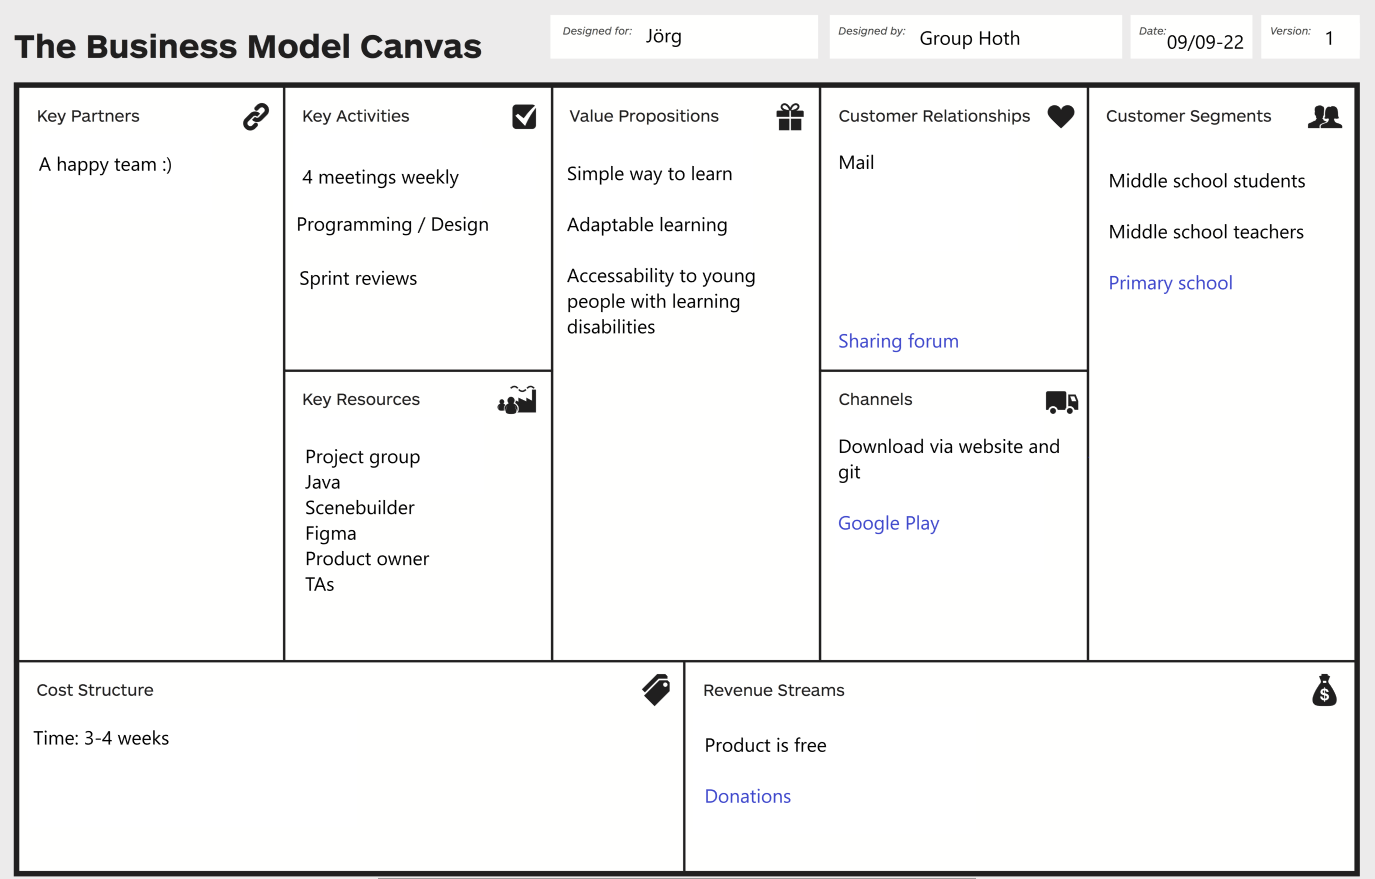 The Business Model Canvas
Designed for: Jörg
Designed by: Group Hoth
Date: 09/09-22
Version: 1
Key Partners
A happy team :)
Key Activities
4 meetings weekly
Programming / Design
Sprint reviews
Key Resources
Project group
Java
Scenebuilder
Figma
Product owner
TAs
Value Propositions
Simple way to learn
Adaptable learning
Accessability to young
people with learning
disabilities
Customer Relationships
Mail
Sharing forum
Channels
Download via website and
git
Google Play
Customer Segments
Middle school students
Middle school teachers
Primary school
Cost Structure
Time: 3-4 weeks
Revenue Streams
$
Product is free
Donations